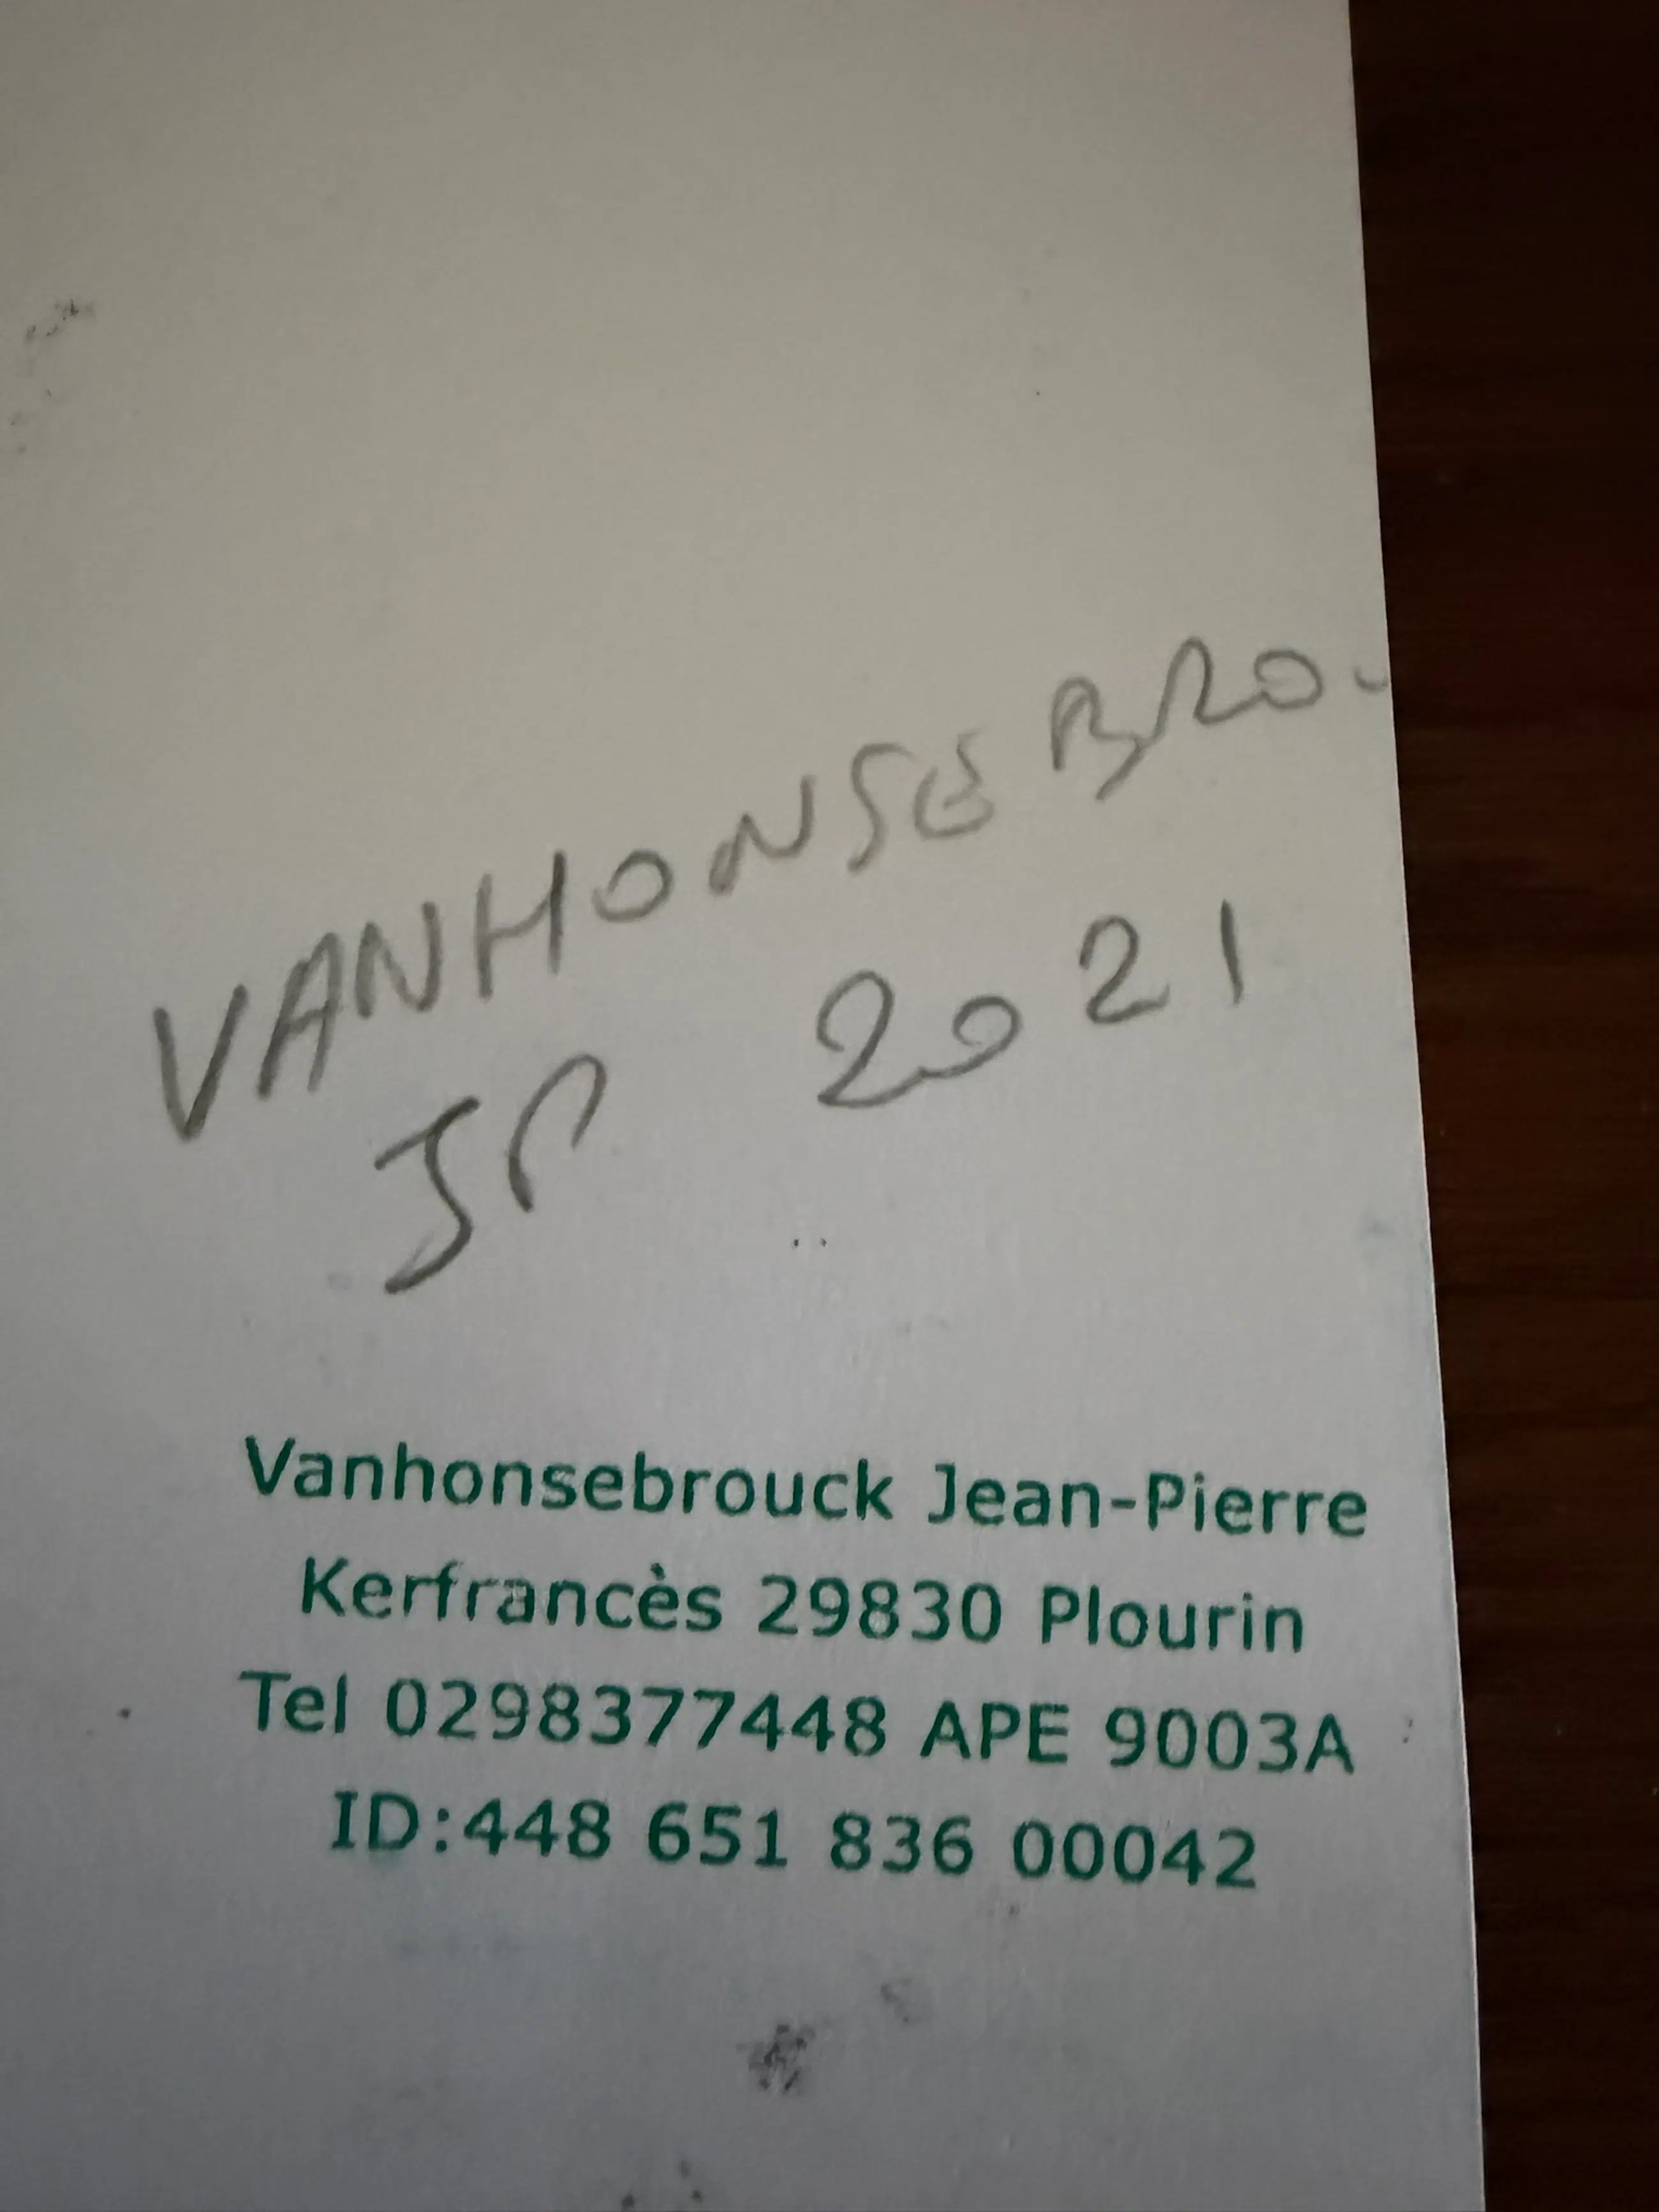 VANHONSEBRO
JP 2021
Vanhonsebrouck Jean-Pierre
Kerfrancès 29830 Plourin
Tel 0298377448 APE 9003A
ID:448 651 836 00042